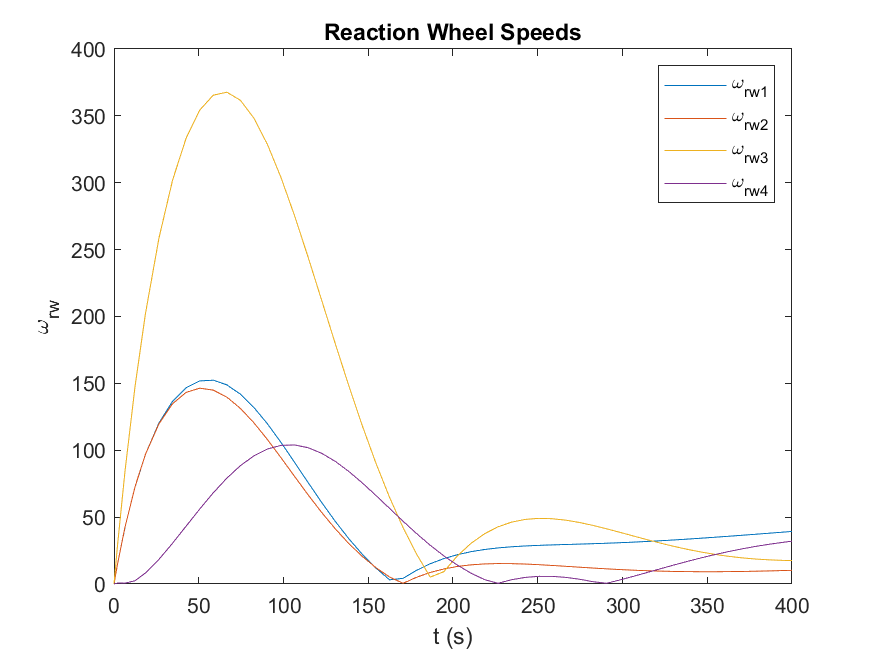 Reaction Wheel Speeds
400
350
300
250
200
150
100
50
0
ω_rw
0 50 100 150 200 250 300 350 400
t (s)
ω_rw1
ω_rw2
ω_rw3
ω_rw4